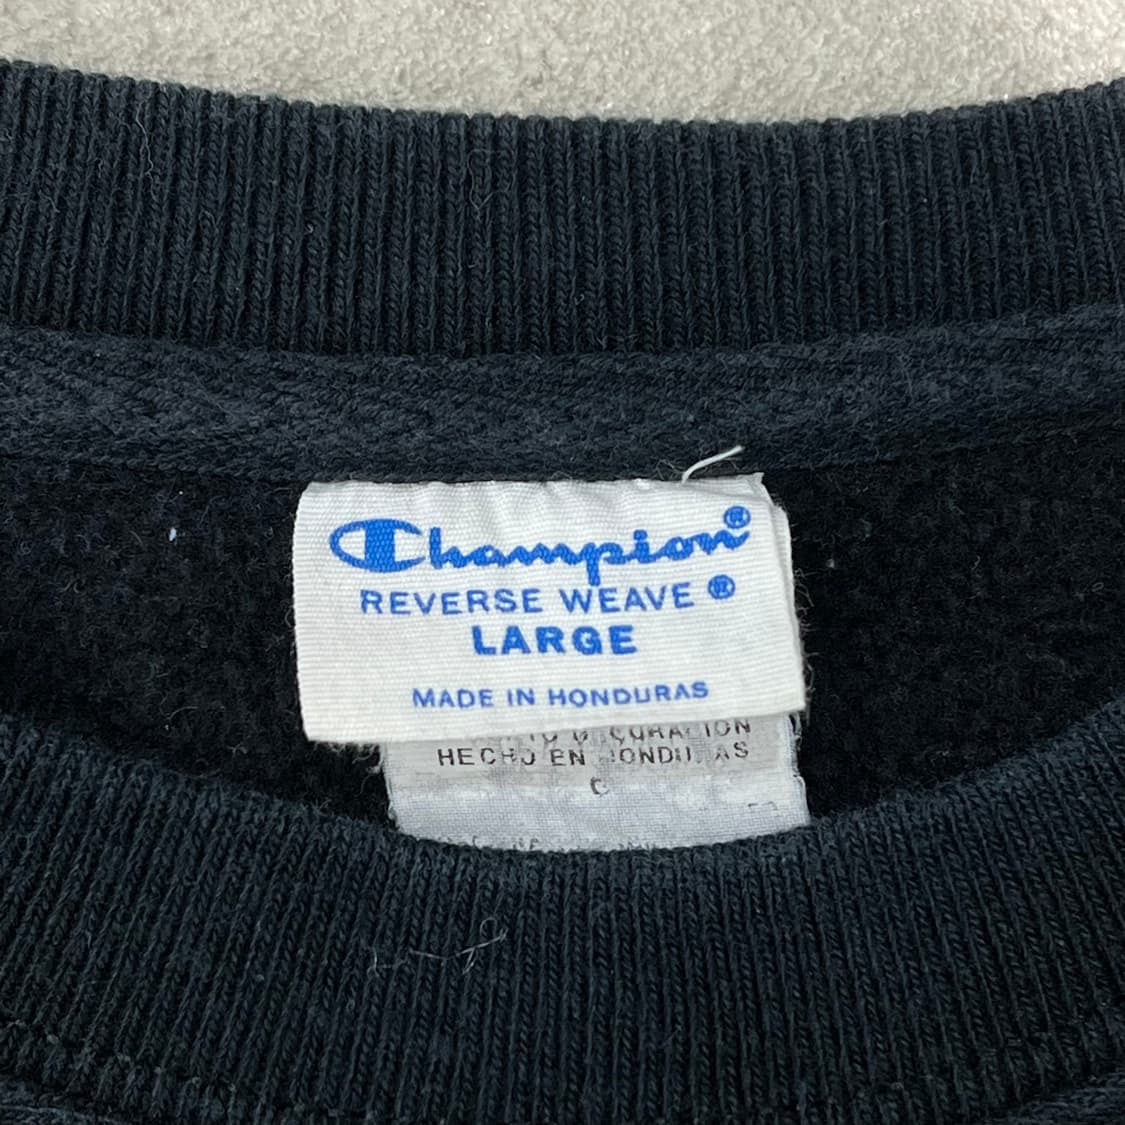 Champion®
REVERSE WEAVE ®
LARGE
MADE IN HONDURAS
HECHO EN HONDURAS
C